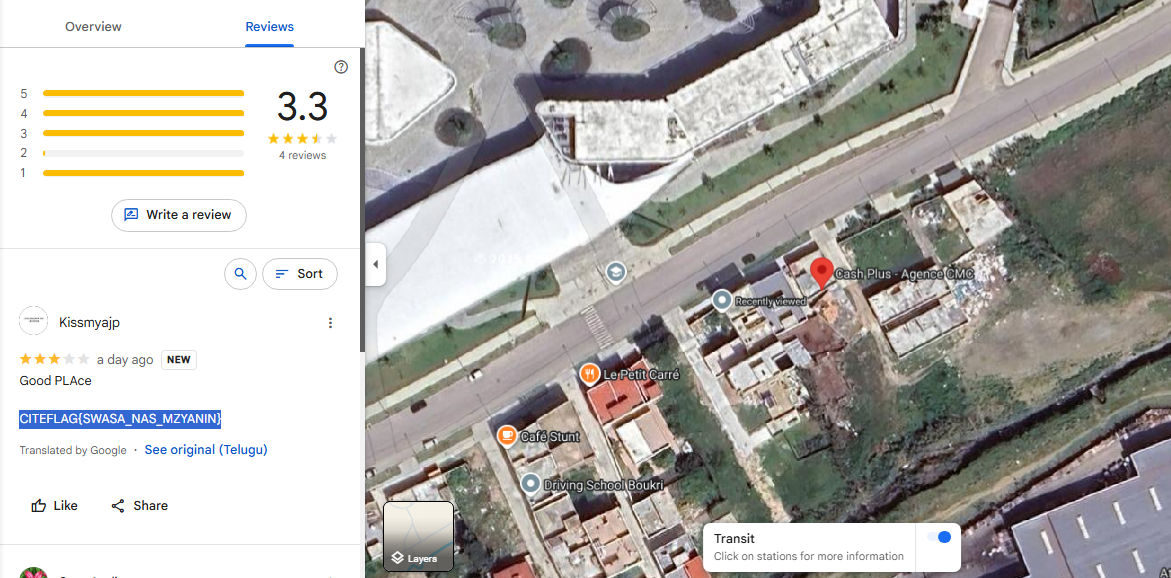 Overview
Reviews
5
4
3
2
1
3.3
4 reviews
Write a review
Sort
Kissmyajp
a day ago NEW
Good PLAce
CITEFLAG{SWASA_NAS_MZYANIN}
Translated by Google · See original (Telugu)
Like
Share
Cash Plus - Agence CMC
Recently viewed
Le Petit Carré
Café Stunt
Driving School Boukri
Layers
Transit
Click on stations for more information